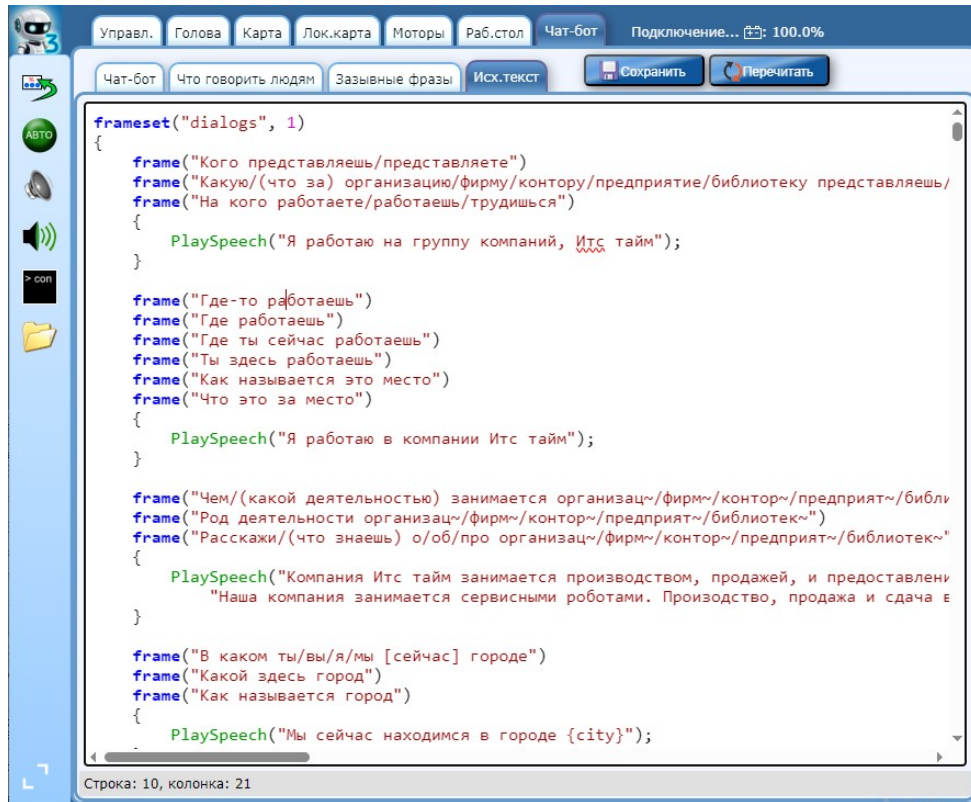 3
Управл. Голова Карта Лок.карта Моторы Раб.стол Чат-бот Подключение... 100.0%
Чат-бот Что говорить людям Зазывные фразы Исх.текст Сохранить Перечитать
АВТО
> con
frameset("dialogs", 1)
{
frame("Кого представляешь/представляете")
frame("Какую/(что за) организацию/фирму/контору/предприятие/библиотеку представляешь/
frame("На кого работаете/работаешь/трудишься")
{
PlaySpeech("Я работаю на группу компаний, Итс тайм");
}
frame("Где-то работаешь")
frame("Где работаешь")
frame("Где ты сейчас работаешь")
frame("Ты здесь работаешь")
frame("Как называется это место")
frame("Что это за место")
{
PlaySpeech("Я работаю в компании Итс тайм");
}
frame("Чем/(какой деятельностью) занимается организац~/фирм~/контор~/предприят~/библи
frame("Род деятельности организац~/фирм~/контор~/предприят~/библиотек~")
frame("Расскажи/(что знаешь) о/об/про организац~/фирм~/контор~/предприят~/библиотек~"
{
PlaySpeech("Компания Итс тайм занимается производством, продажей, и предоставлени
"Наша компания занимается сервисными роботами. Произодство, продажа и сдача в
}
frame("В каком ты/вы/я/мы [сейчас] городе")
frame("Какой здесь город")
frame("Как называется город")
{
PlaySpeech("Мы сейчас находимся в городе {city}");
Строка: 10, колонка: 21